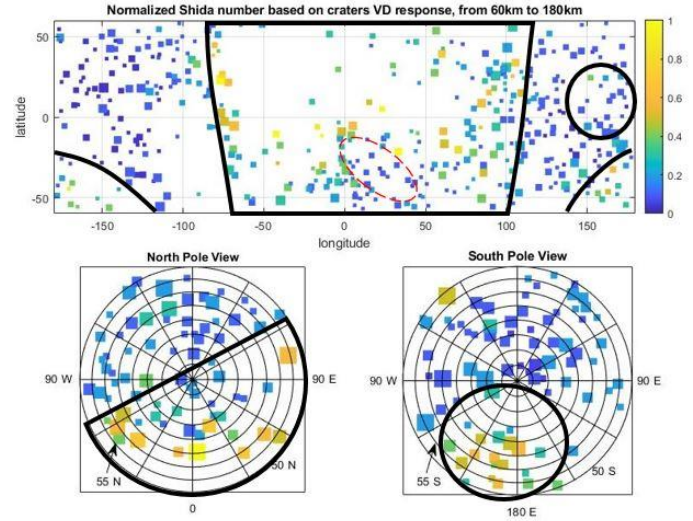 Normalized Shida number based on craters VD response, from 60km to 180km
50
0
-50
latitude
-150
-100
-50
0
50
100
150
longitude
1
0.8
0.6
0.4
0.2
0
North Pole View
South Pole View
90 W
90 E
90 W
90 E
50 N
55 N
0
50 S
55 S
180 E